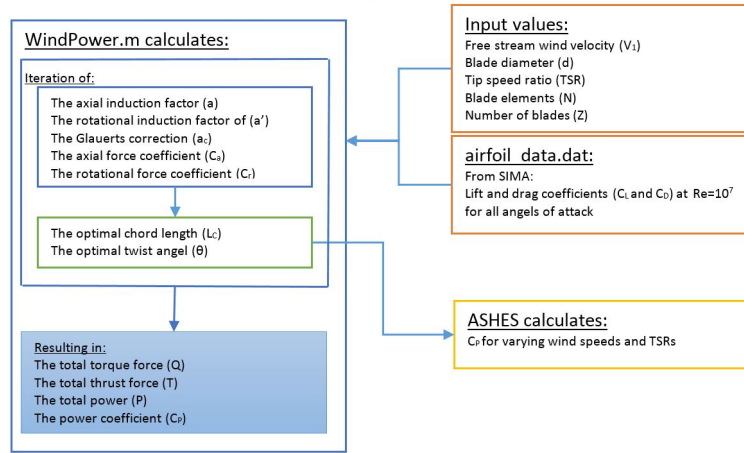 WindPower.m calculates:
Iteration of:
The axial induction factor (a)
The rotational induction factor of (a’)
The Glauerts correction (ac)
The axial force coefficient (Ca)
The rotational force coefficient (Cr)
The optimal chord length (LC)
The optimal twist angel (θ)
Resulting in:
The total torque force (Q)
The total thrust force (T)
The total power (P)
The power coefficient (CP)
Input values:
Free stream wind velocity (V1)
Blade diameter (d)
Tip speed ratio (TSR)
Blade elements (N)
Number of blades (Z)
airfoil_data.dat:
From SIMA:
Lift and drag coefficients (CL and CD) at Re=10⁷
for all angels of attack
ASHES calculates:
CP for varying wind speeds and TSRs